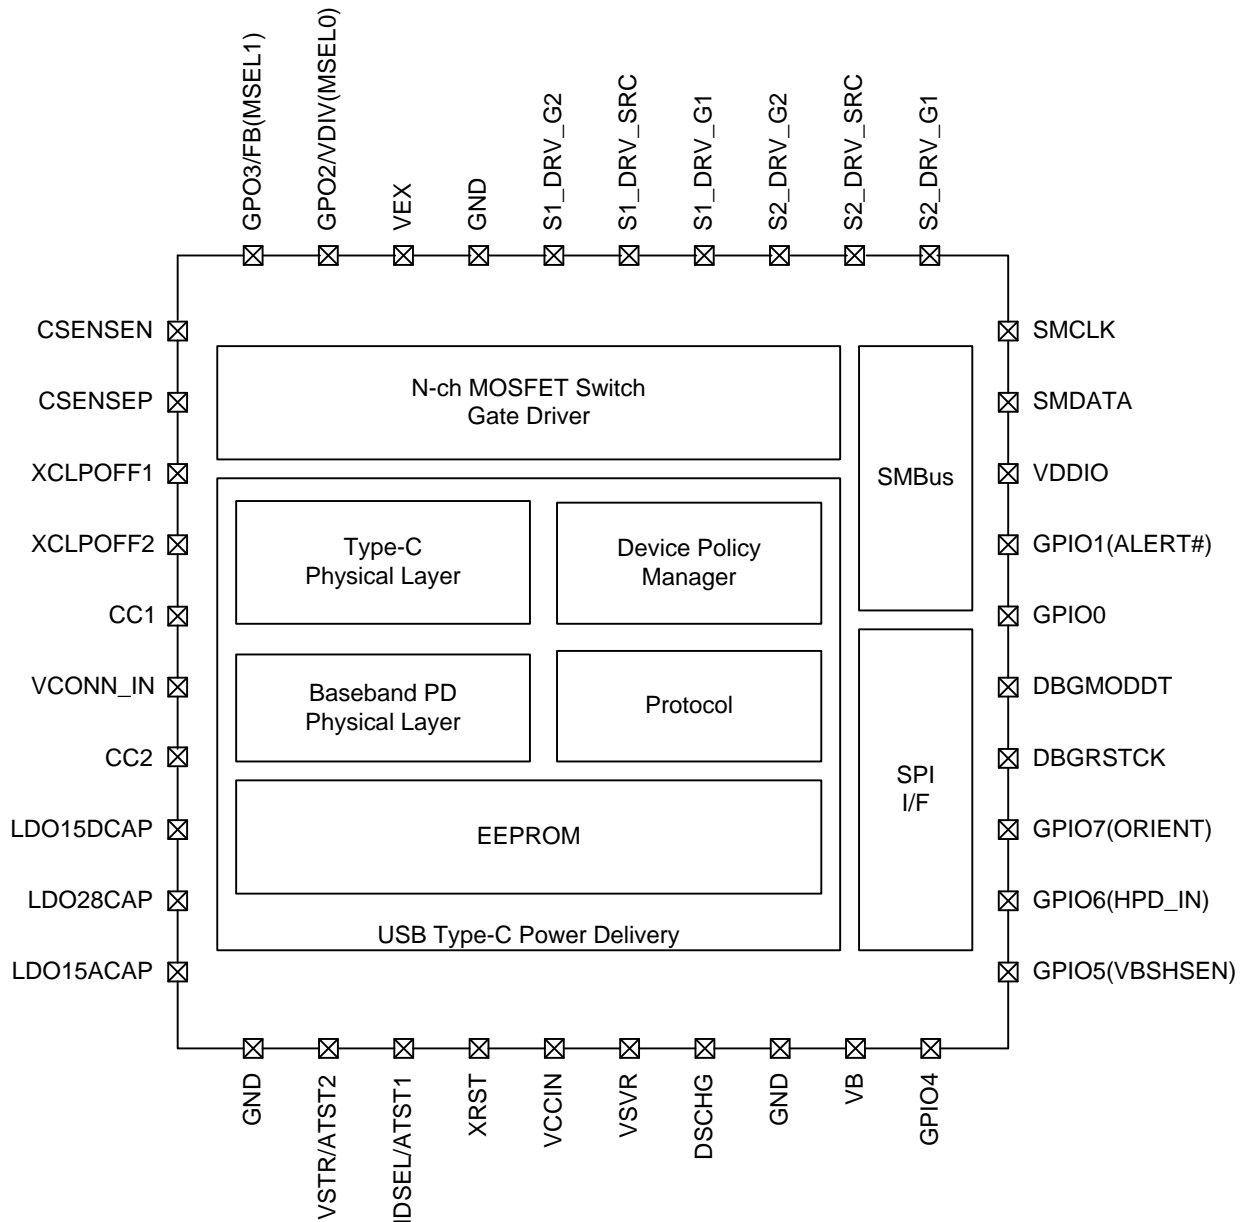 GPO3/FB(MSEL1)
GPO2/VDIV(MSEL0)
VEX
GND
S1_DRV_G2
S1_DRV_SRC
S1_DRV_G1
S2_DRV_G2
S2_DRV_SRC
S2_DRV_G1
CSENSEN
CSENSEP
XCLPOFF1
XCLPOFF2
CC1
VCONN_IN
CC2
LDO15DCAP
LDO28CAP
LDO15ACAP
N-ch MOSFET Switch
Gate Driver
Type-C
Physical Layer
Device Policy
Manager
Baseband PD
Physical Layer
Protocol
EEPROM
USB Type-C Power Delivery
SMBus
SPI
I/F
SMCLK
SMDATA
VDDIO
GPIO1(ALERT#)
GPIO0
DBGMODDT
DBGRSTCK
GPIO7(ORIENT)
GPIO6(HPD_IN)
GPIO5(VBSHSEN)
GND
VSTR/ATST2
IDSEL/ATST1
XRST
VCCIN
VSVR
DSCHG
GND
VB
GPIO4